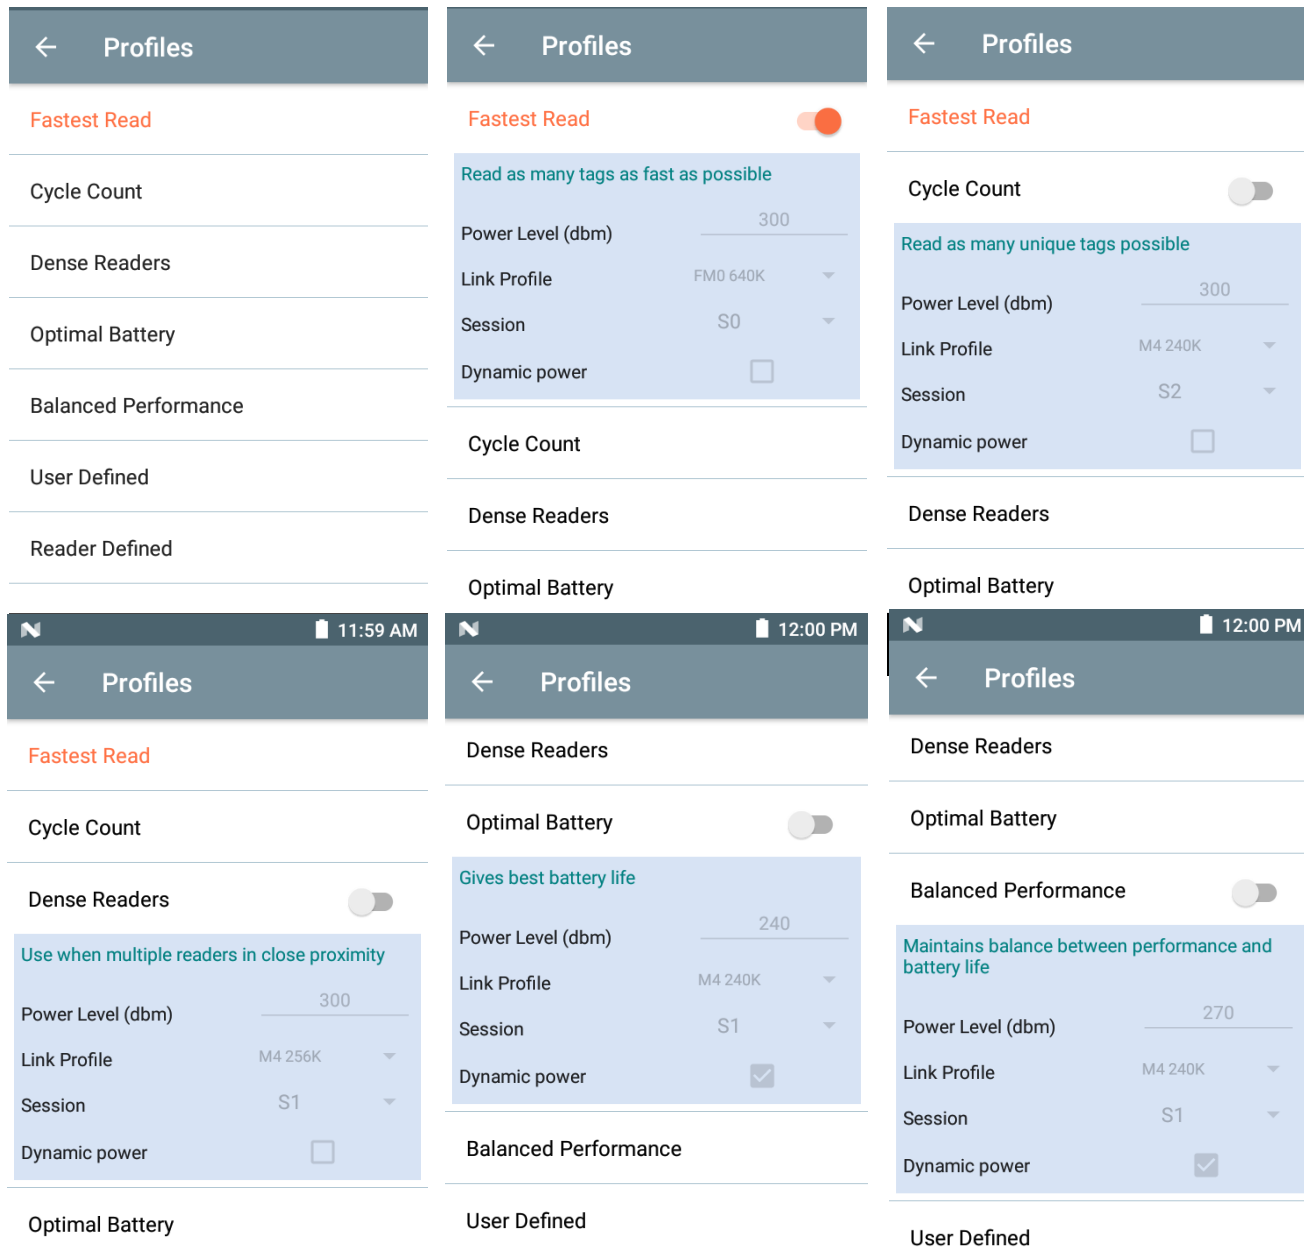 Profiles
Fastest Read
Cycle Count
Dense Readers
Optimal Battery
Balanced Performance
User Defined
Reader Defined
Profiles
Fastest Read
Read as many tags as fast as possible
Power Level (dbm) 300
Link Profile FM0 640K
Session S0
Dynamic power
Cycle Count
Dense Readers
Optimal Battery
Profiles
Fastest Read
Cycle Count
Read as many unique tags possible
Power Level (dbm) 300
Link Profile M4 240K
Session S2
Dynamic power
Dense Readers
Optimal Battery
11:59 AM
Profiles
Fastest Read
Cycle Count
Dense Readers
Use when multiple readers in close proximity
Power Level (dbm) 300
Link Profile M4 256K
Session S1
Dynamic power
Optimal Battery
12:00 PM
Profiles
Dense Readers
Optimal Battery
Gives best battery life
Power Level (dbm) 240
Link Profile M4 240K
Session S1
Dynamic power
Balanced Performance
User Defined
12:00 PM
Profiles
Dense Readers
Optimal Battery
Balanced Performance
Maintains balance between performance and
battery life
Power Level (dbm) 270
Link Profile M4 240K
Session S1
Dynamic power
User Defined